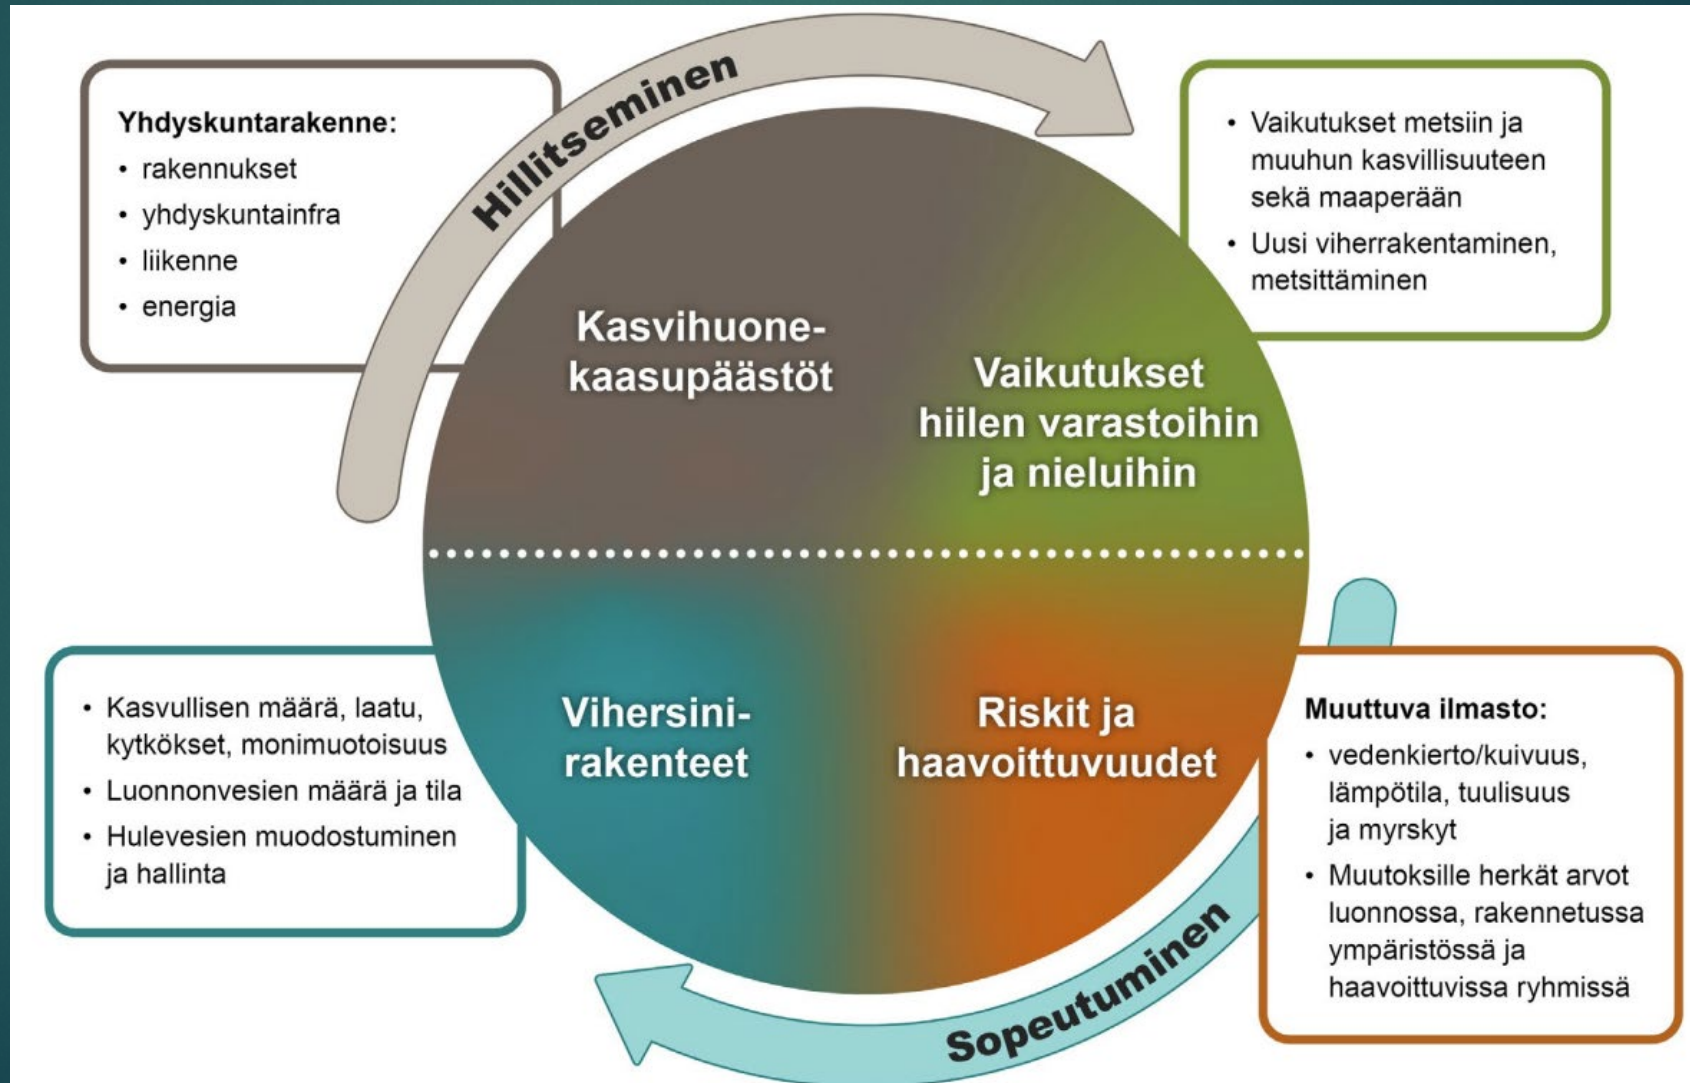 Hillitseminen
Yhdyskuntarakenne:
• rakennukset
• yhdyskuntainfra
• liikenne
• energia
• Vaikutukset metsiin ja
muuhun kasvillisuuteen
sekä maaperään
• Uusi viherrakentaminen,
metsittäminen
Kasvihuone-
kaasupäästöt
Vaikutukset
hiilen varastoihin
ja nieluihin
Vihersini-
rakenteet
Riskit ja
haavoittuvuudet
• Kasvullisen määrä, laatu,
kytkökset, monimuotoisuus
• Luonnonvesien määrä ja tila
• Hulevesien muodostuminen
ja hallinta
Muuttuva ilmasto:
• vedenkierto/kuivuus,
lämpötila, tuulisuus
ja myrskyt
• Muutoksille herkät arvot
luonnossa, rakennetussa
ympäristössä ja
haavoittuvissa ryhmissä
Sopeutuminen